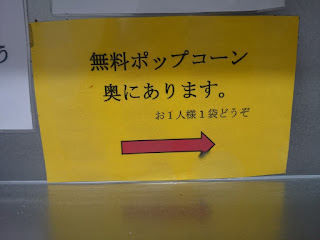 無料ポップコーン
奥にあります。
お１人様１袋どうぞ